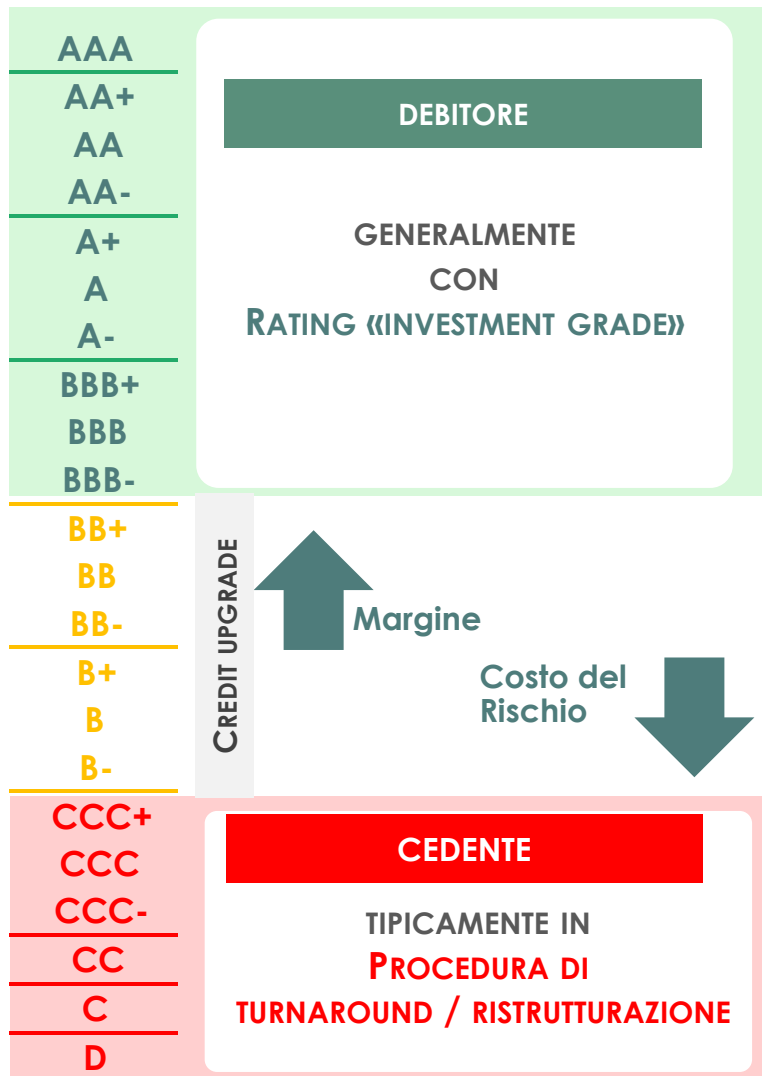 AAA
AA+
AA
AA-
A+
A
A-
BBB+
BBB
BBB-
BB+
BB
BB-
B+
B
B-
CCC+
CCC
CCC-
CC
C
D
DEBITORE
GENERALMENTE
CON
RATING «INVESTMENT GRADE»
CREDIT UPGRADE
Margine
Costo del
Rischio
CEDENTE
TIPICAMENTE IN
PROCEDURA DI
TURNAROUND / RISTRUTTURAZIONE